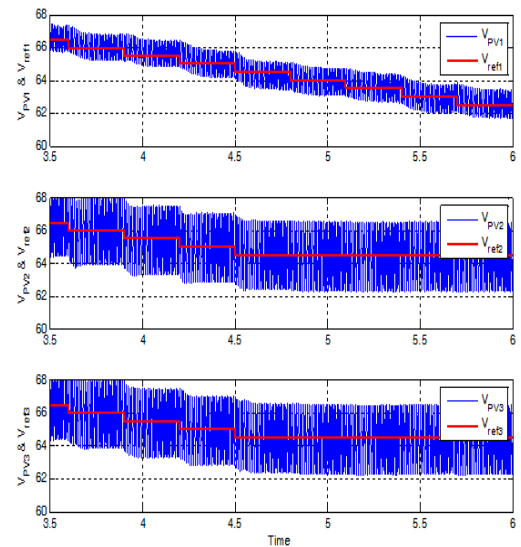 68
66
64
62
60
V_PV1 & V_ref1
V_PV1
V_ref1
3.5 4 4.5 5 5.5 6
68
66
64
62
60
V_PV2 & V_ref2
V_PV2
V_ref2
3.5 4 4.5 5 5.5 6
68
66
64
62
60
V_PV3 & V_ref3
V_PV3
V_ref3
3.5 4 4.5 5 5.5 6
Time